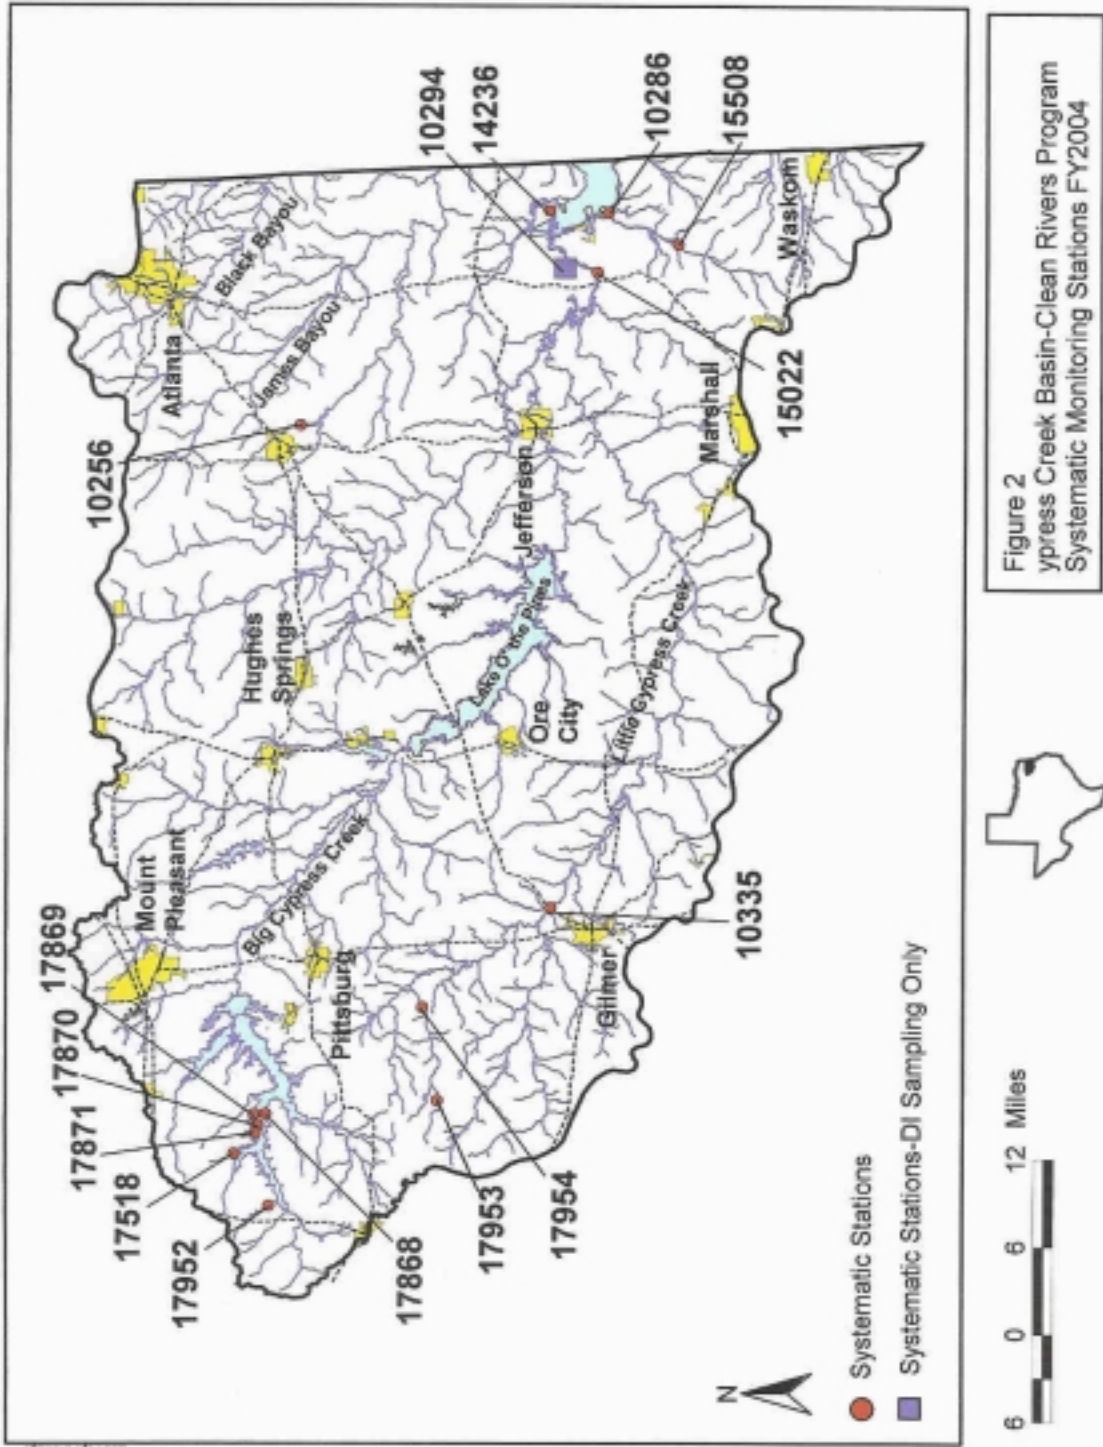 10294
14236
10286
15508
Waskom
Black Bayou
James Bayou
Atlanta
10256
15022
Marshall
Jefferson
Hughes
Springs
Lake O' the Pines
Ore
City
Little Cypress Creek
Mount
Pleasant
Big Cypress Creek
17869
17870
17871
17518
17952
Pittsburg
Gilmer
10335
17868
17953
17954
N
Systematic Stations
Systematic Stations-DI Sampling Only
6 0 6 12 Miles
Figure 2
ypress Creek Basin-Clean Rivers Program
Systematic Monitoring Stations FY2004